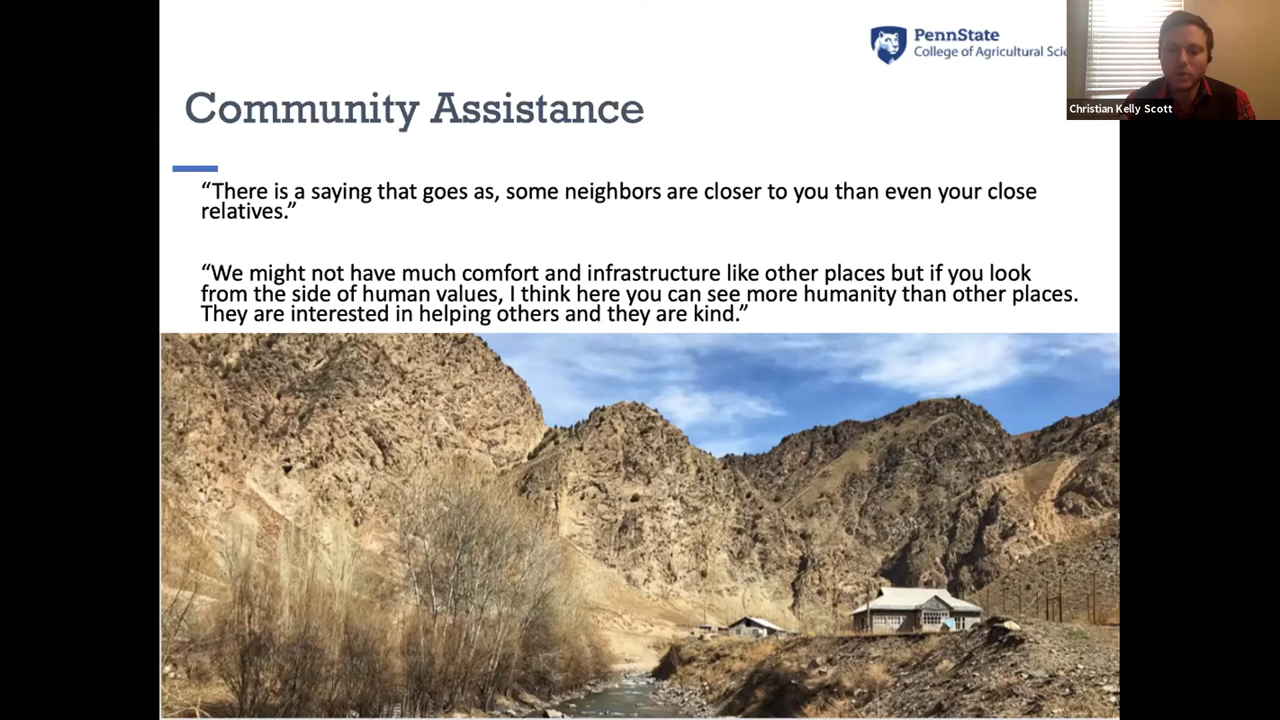 PennState
College of Agricultural
Christian Kelly Scott
Community Assistance
“There is a saying that goes as, some neighbors are closer to you than even your close
relatives.”
“We might not have much comfort and infrastructure like other places but if you look
from the side of human values, I think here you can see more humanity than other places.
They are interested in helping others and they are kind.”